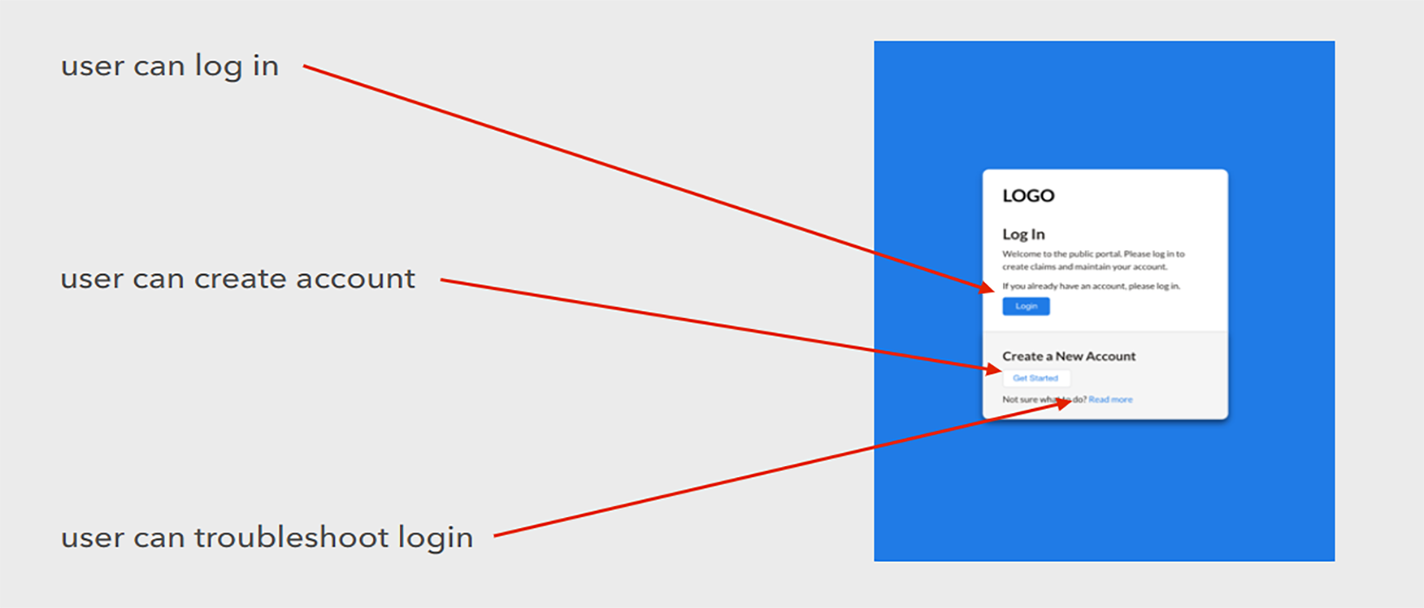 user can log in
user can create account
user can troubleshoot login
LOGO
Log In
Welcome to the public portal. Please log in to
create claims and maintain your account.
If you already have an account, please log in.
Login
Create a New Account
Get Started
Not sure what to do? Read more